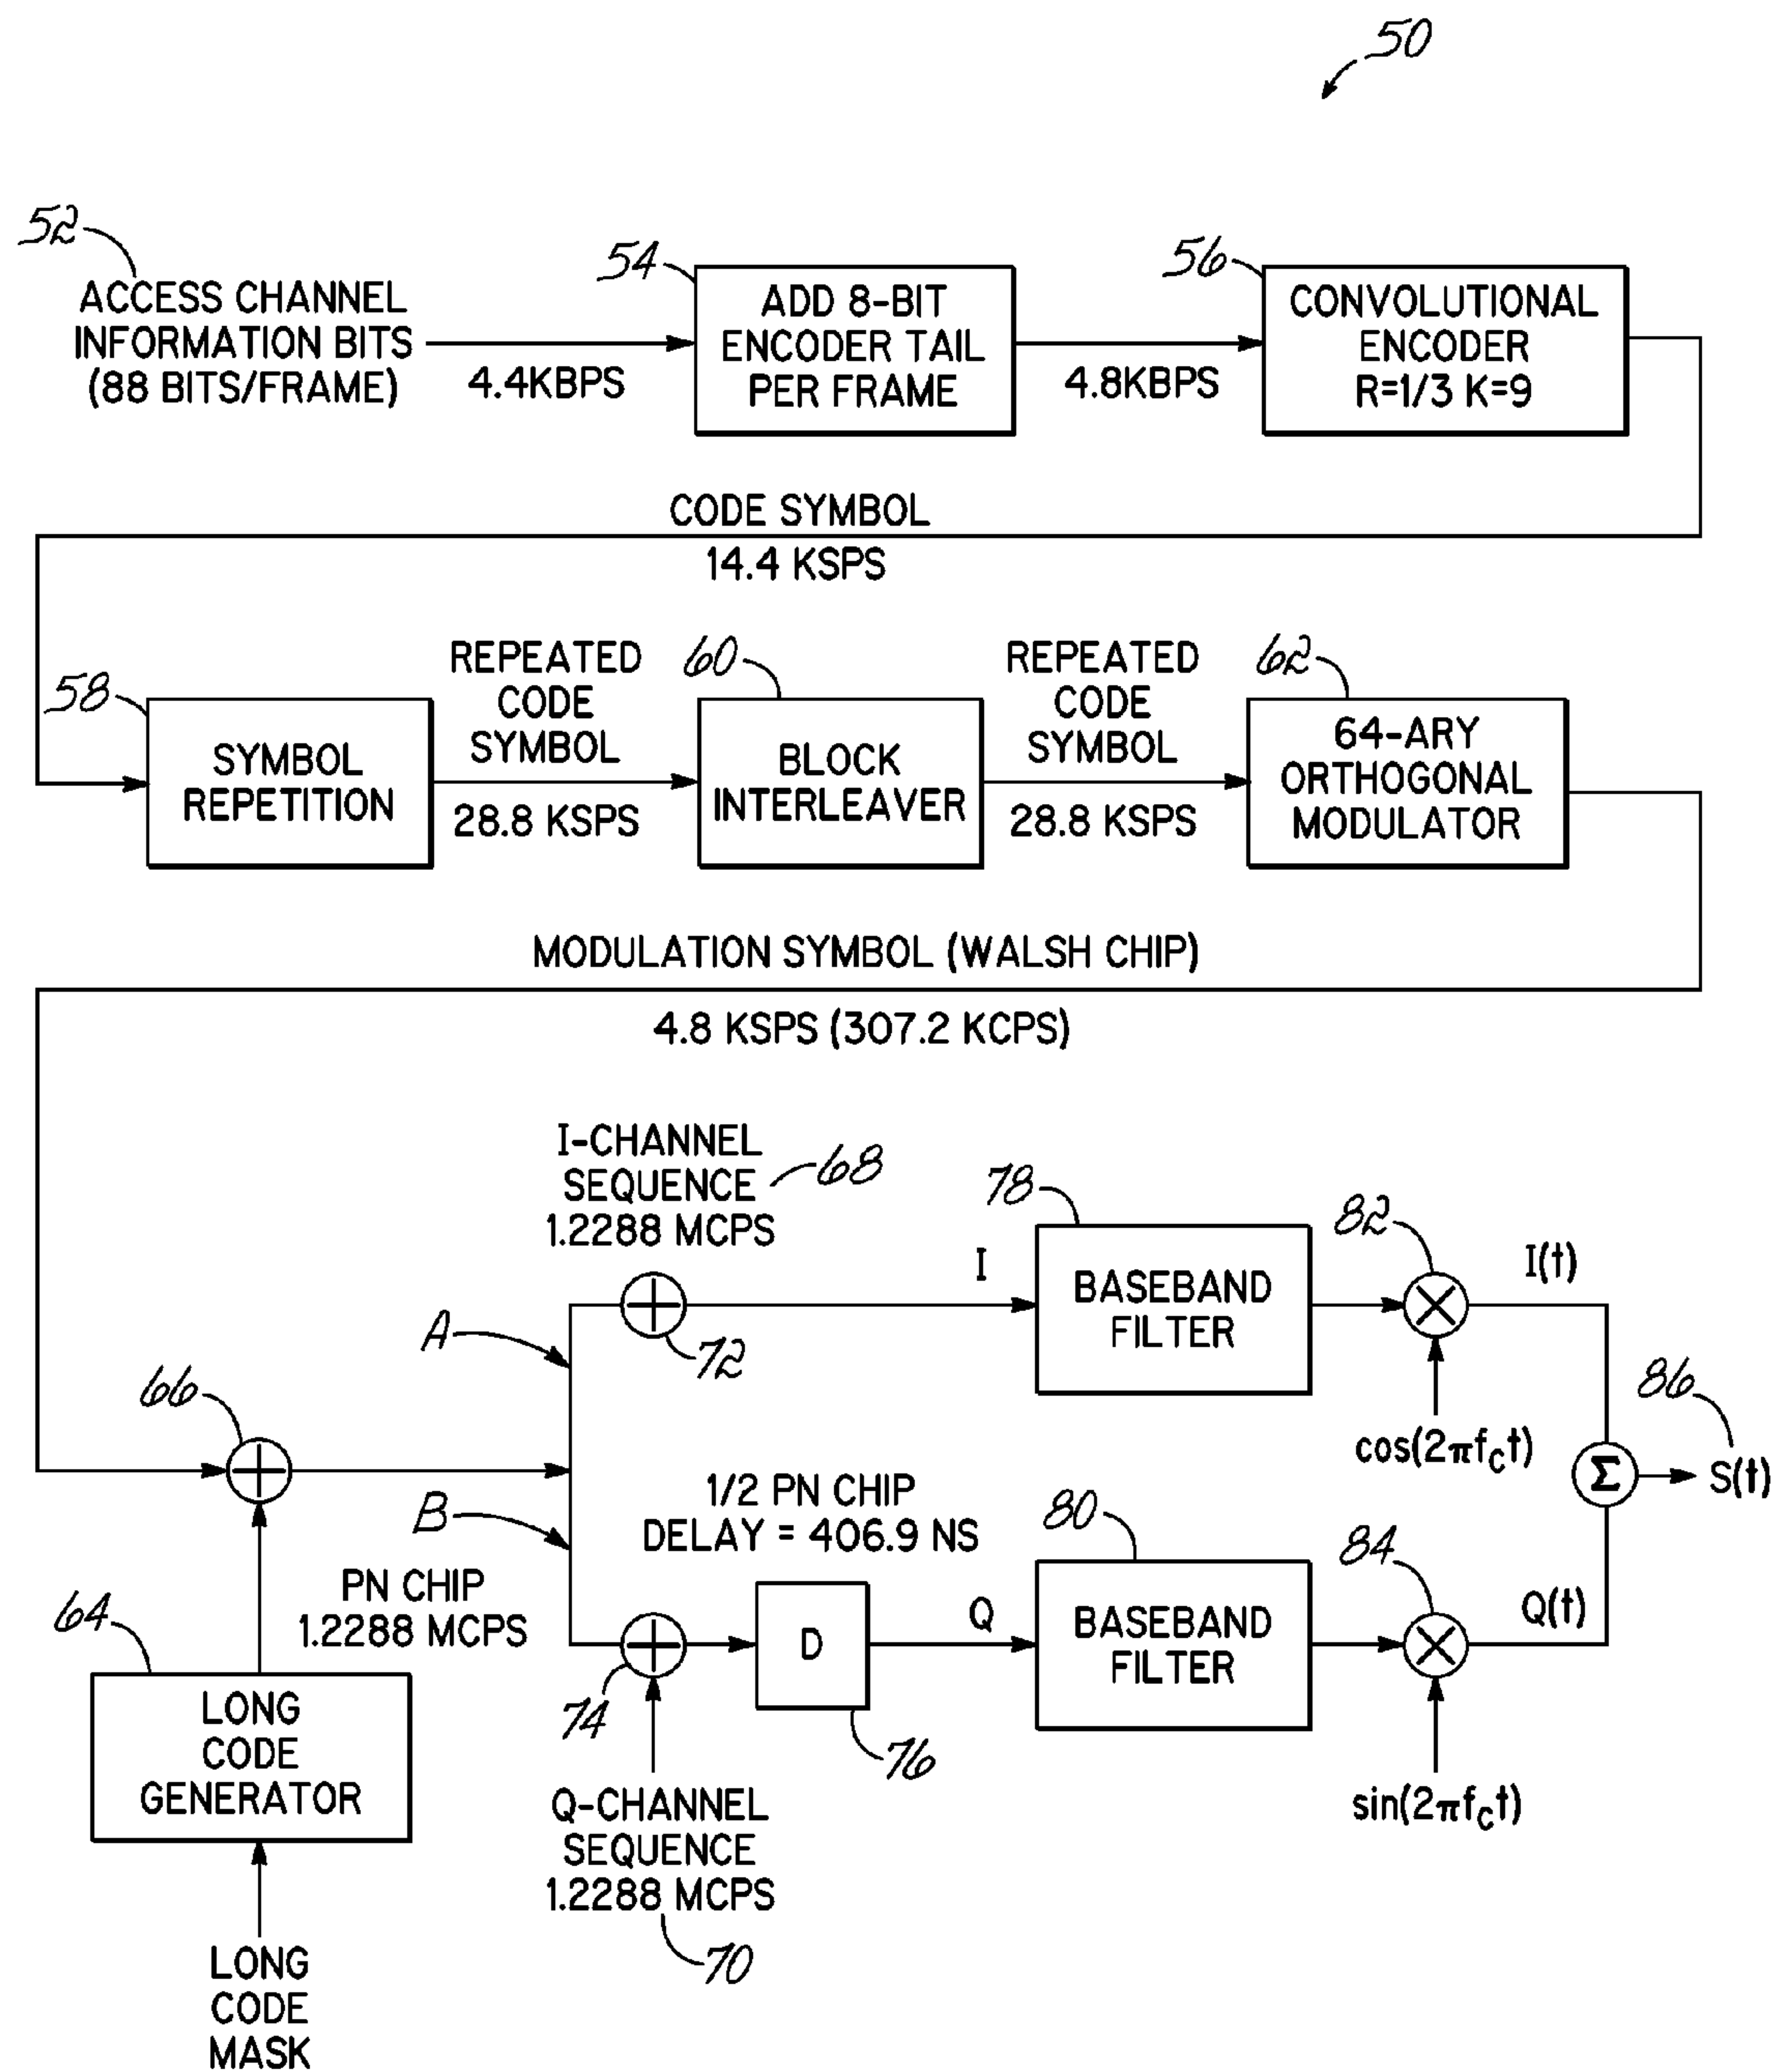 50
52
ACCESS CHANNEL
INFORMATION BITS
(88 BITS/FRAME)
4.4KBPS
54
ADD 8-BIT
ENCODER TAIL
PER FRAME
4.8KBPS
56
CONVOLUTIONAL
ENCODER
R=1/3 K=9
CODE SYMBOL
14.4 KSPS
58
SYMBOL
REPETITION
REPEATED
CODE
SYMBOL
28.8 KSPS
60
BLOCK
INTERLEAVER
REPEATED
CODE
SYMBOL
28.8 KSPS
62
64-ARY
ORTHOGONAL
MODULATOR
MODULATION SYMBOL (WALSH CHIP)
4.8 KSPS (307.2 KCPS)
I-CHANNEL
SEQUENCE
1.2288 MCPS
68
72
A
I
78
BASEBAND
FILTER
82
I(t)
cos(2πfct)
66
B
1/2 PN CHIP
DELAY = 406.9 NS
86
Σ
S(t)
PN CHIP
1.2288 MCPS
64
LONG
CODE
GENERATOR
LONG
CODE
MASK
74
D
76
Q
80
BASEBAND
FILTER
84
Q(t)
sin(2πfct)
Q-CHANNEL
SEQUENCE
1.2288 MCPS
70